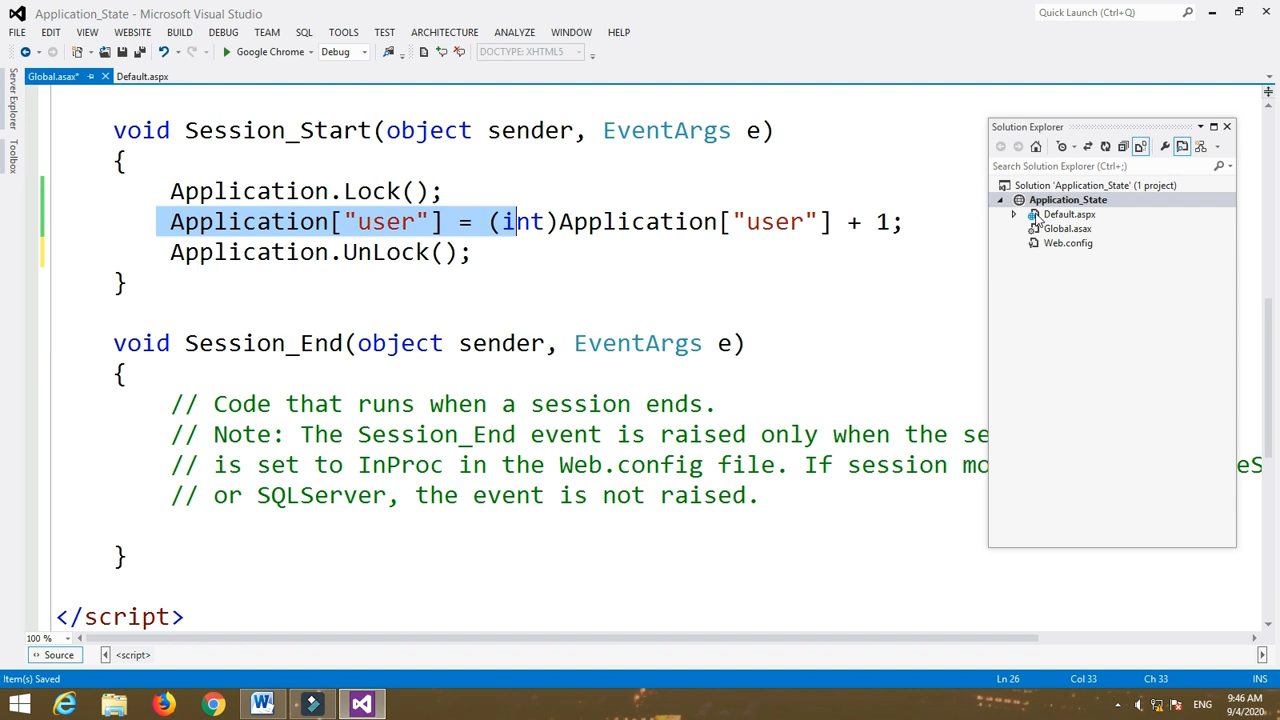 Application_State - Microsoft Visual Studio
Quick Launch (Ctrl+Q)
FILE EDIT VIEW WEBSITE BUILD DEBUG TEAM SQL TOOLS TEST ARCHITECTURE ANALYZE WINDOW HELP
Google Chrome Debug DOCTYPE: XHTML5
Global.asax* Default.aspx
Server Explorer
Toolbox
void Session_Start(object sender, EventArgs e)
{
Application.Lock();
Application["user"] = (int)Application["user"] + 1;
Application.UnLock();
}
void Session_End(object sender, EventArgs e)
{
// Code that runs when a session ends.
// Note: The Session_End event is raised only when the se
// is set to InProc in the Web.config file. If session mo eS
// or SQLServer, the event is not raised.
}
</script>
Solution Explorer
Search Solution Explorer (Ctrl+;)
Solution 'Application_State' (1 project)
Application_State
Default.aspx
Global.asax
Web.config
100 %
Source <script>
Item(s) Saved Ln 26 Col 33 Ch 33 INS
ENG 9:46 AM
9/4/2020